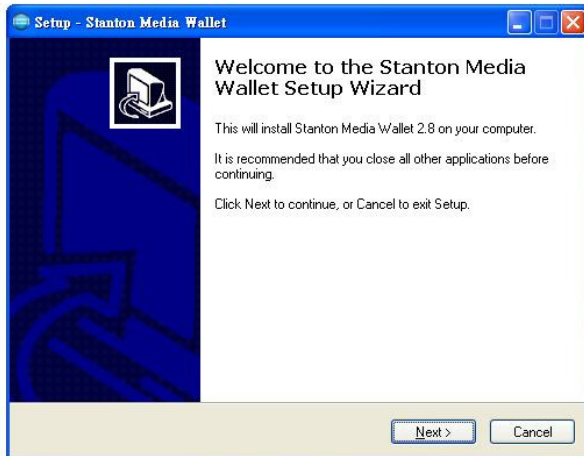 Setup - Stanton Media Wallet
Welcome to the Stanton Media
Wallet Setup Wizard
This will install Stanton Media Wallet 2.8 on your computer.
It is recommended that you close all other applications before
continuing.
Click Next to continue, or Cancel to exit Setup.
Next >
Cancel